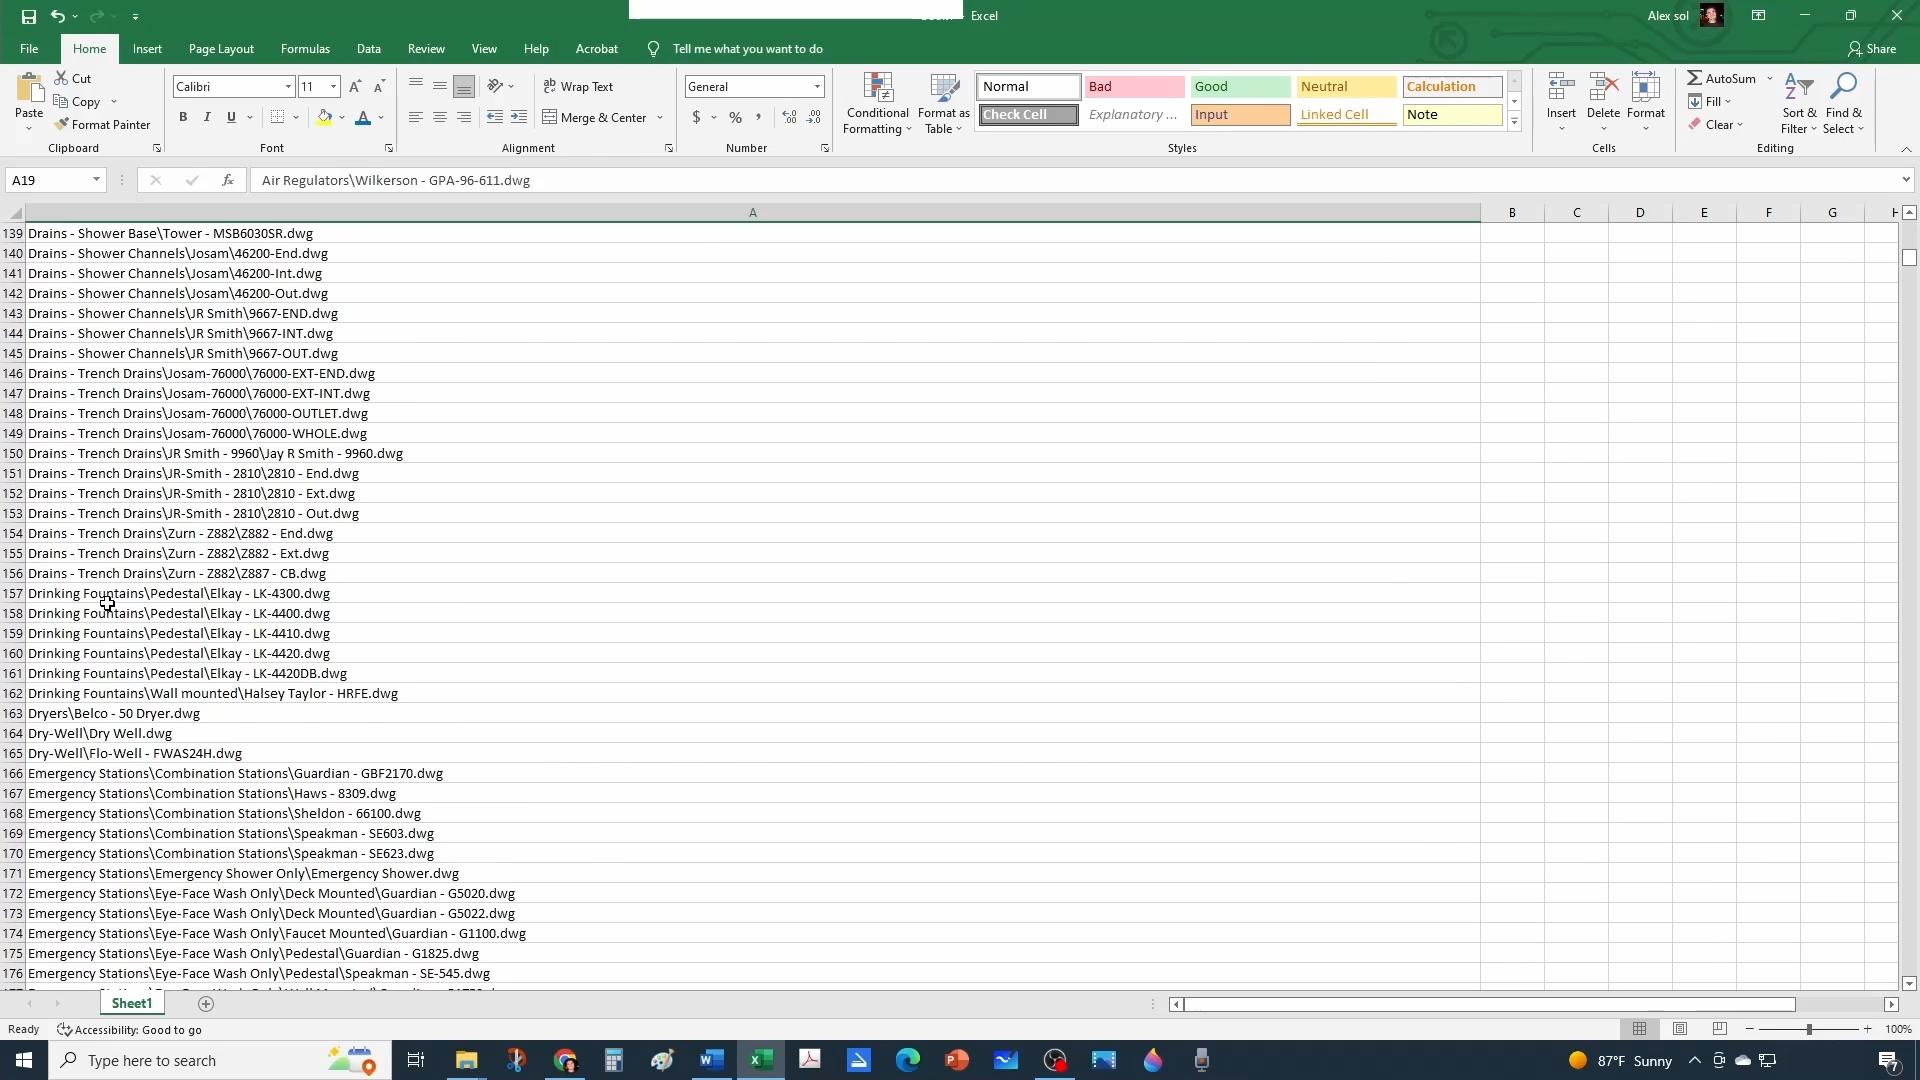 Excel
Alex sol
File Home Insert Page Layout Formulas Data Review View Help Acrobat Tell me what you want to do Share
Paste
Cut
Copy
Format Painter
Clipboard
Calibri 11
B I U
Font
Wrap Text
Merge & Center
Alignment
General
$ % ,
Number
Conditional Formatting
Format as Table
Normal Bad Good Neutral Calculation
Check Cell Explanatory ... Input Linked Cell Note
Styles
Insert Delete Format
Cells
AutoSum
Fill
Clear
Sort & Filter
Find & Select
Editing
A19 fx Air Regulators\Wilkerson - GPA-96-611.dwg
A B C D E F G H
139 Drains - Shower Base\Tower - MSB6030SR.dwg
140 Drains - Shower Channels\Josam\46200-End.dwg
141 Drains - Shower Channels\Josam\46200-Int.dwg
142 Drains - Shower Channels\Josam\46200-Out.dwg
143 Drains - Shower Channels\JR Smith\9667-END.dwg
144 Drains - Shower Channels\JR Smith\9667-INT.dwg
145 Drains - Shower Channels\JR Smith\9667-OUT.dwg
146 Drains - Trench Drains\Josam-76000\76000-EXT-END.dwg
147 Drains - Trench Drains\Josam-76000\76000-EXT-INT.dwg
148 Drains - Trench Drains\Josam-76000\76000-OUTLET.dwg
149 Drains - Trench Drains\Josam-76000\76000-WHOLE.dwg
150 Drains - Trench Drains\JR Smith - 9960\Jay R Smith - 9960.dwg
151 Drains - Trench Drains\JR-Smith - 2810\2810 - End.dwg
152 Drains - Trench Drains\JR-Smith - 2810\2810 - Ext.dwg
153 Drains - Trench Drains\JR-Smith - 2810\2810 - Out.dwg
154 Drains - Trench Drains\Zurn - Z882\Z882 - End.dwg
155 Drains - Trench Drains\Zurn - Z882\Z882 - Ext.dwg
156 Drains - Trench Drains\Zurn - Z882\Z887 - CB.dwg
157 Drinking Fountains\Pedestal\Elkay - LK-4300.dwg
158 Drinking Fountains\Pedestal\Elkay - LK-4400.dwg
159 Drinking Fountains\Pedestal\Elkay - LK-4410.dwg
160 Drinking Fountains\Pedestal\Elkay - LK-4420.dwg
161 Drinking Fountains\Pedestal\Elkay - LK-4420DB.dwg
162 Drinking Fountains\Wall mounted\Halsey Taylor - HRFE.dwg
163 Dryers\Belco - 50 Dryer.dwg
164 Dry-Well\Dry Well.dwg
165 Dry-Well\Flo-Well - FWAS24H.dwg
166 Emergency Stations\Combination Stations\Guardian - GBF2170.dwg
167 Emergency Stations\Combination Stations\Haws - 8309.dwg
168 Emergency Stations\Combination Stations\Sheldon - 66100.dwg
169 Emergency Stations\Combination Stations\Speakman - SE603.dwg
170 Emergency Stations\Combination Stations\Speakman - SE623.dwg
171 Emergency Stations\Emergency Shower Only\Emergency Shower.dwg
172 Emergency Stations\Eye-Face Wash Only\Deck Mounted\Guardian - G5020.dwg
173 Emergency Stations\Eye-Face Wash Only\Deck Mounted\Guardian - G5022.dwg
174 Emergency Stations\Eye-Face Wash Only\Faucet Mounted\Guardian - G1100.dwg
175 Emergency Stations\Eye-Face Wash Only\Pedestal\Guardian - G1825.dwg
176 Emergency Stations\Eye-Face Wash Only\Pedestal\Speakman - SE-545.dwg
Sheet1
Ready Accessibility: Good to go 100%
Type here to search
87°F Sunny
7